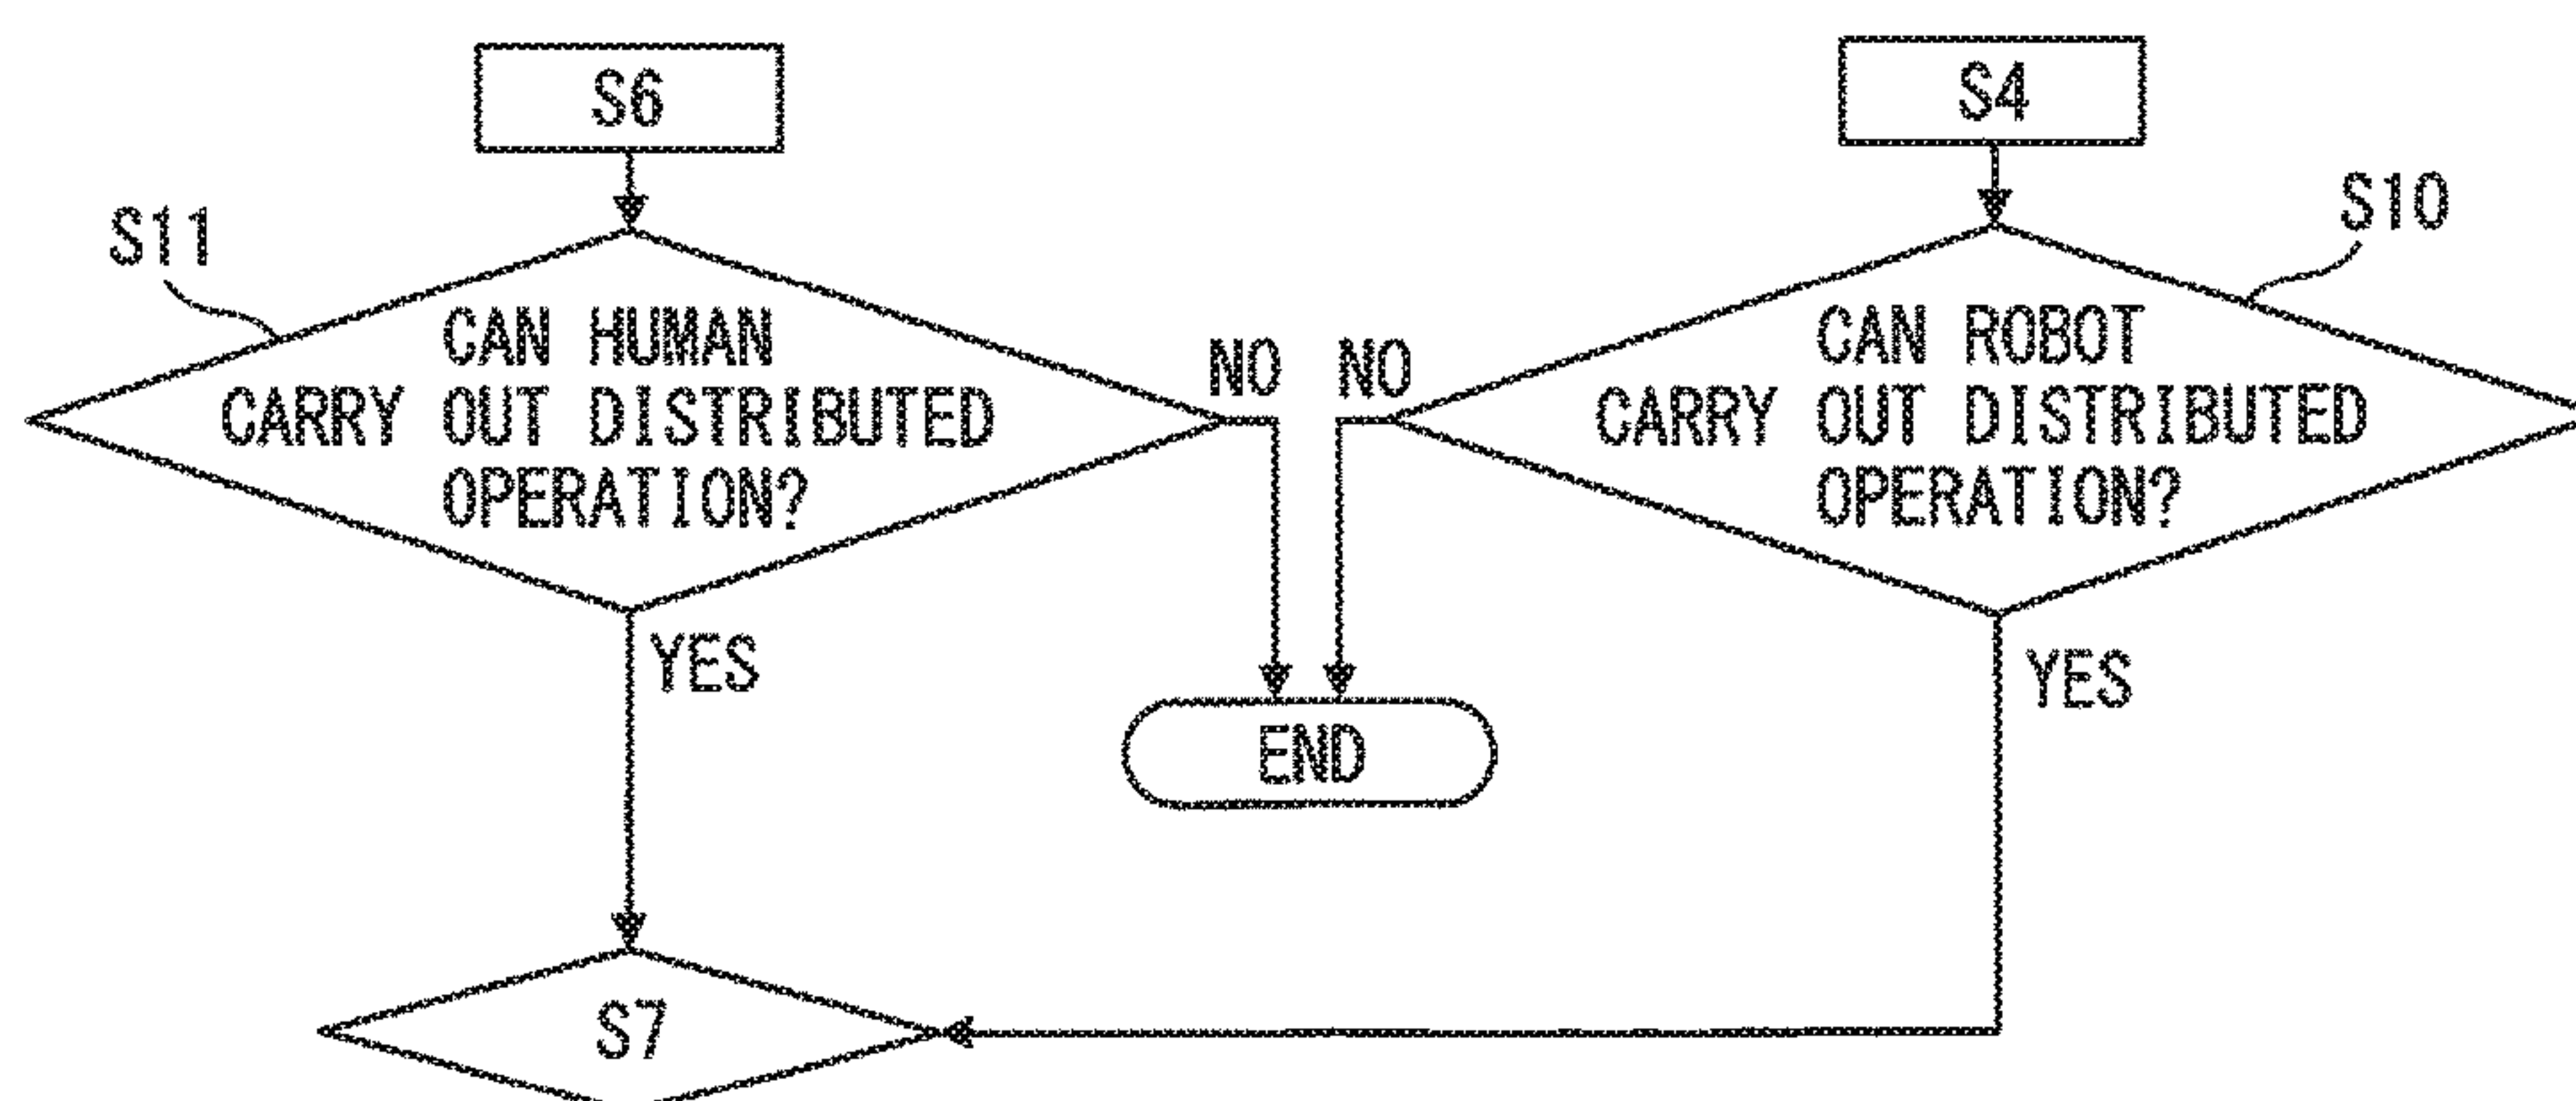 S6
S4
S11
S10
CAN HUMAN
CARRY OUT DISTRIBUTED
OPERATION?
NO
NO
CAN ROBOT
CARRY OUT DISTRIBUTED
OPERATION?
YES
YES
END
S7